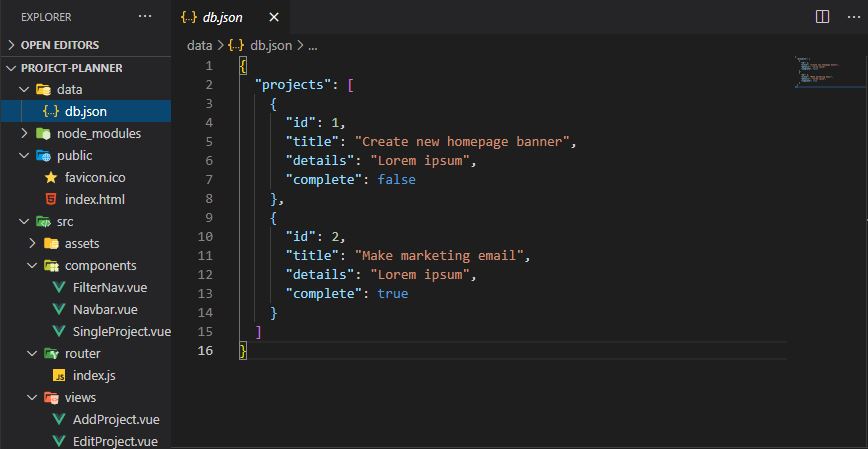 EXPLORER
OPEN EDITORS
PROJECT-PLANNER
data
{..} db.json
node_modules
public
favicon.ico
index.html
src
assets
components
FilterNav.vue
Navbar.vue
SingleProject.vue
router
JS index.js
views
AddProject.vue
EditProject.vue
{..} db.json
data > {..} db.json > ...
1 {
2 "projects": [
3 {
4 "id": 1,
5 "title": "Create new homepage banner",
6 "details": "Lorem ipsum",
7 "complete": false
8 },
9 {
10 "id": 2,
11 "title": "Make marketing email",
12 "details": "Lorem ipsum",
13 "complete": true
14 }
15 ]
16 }